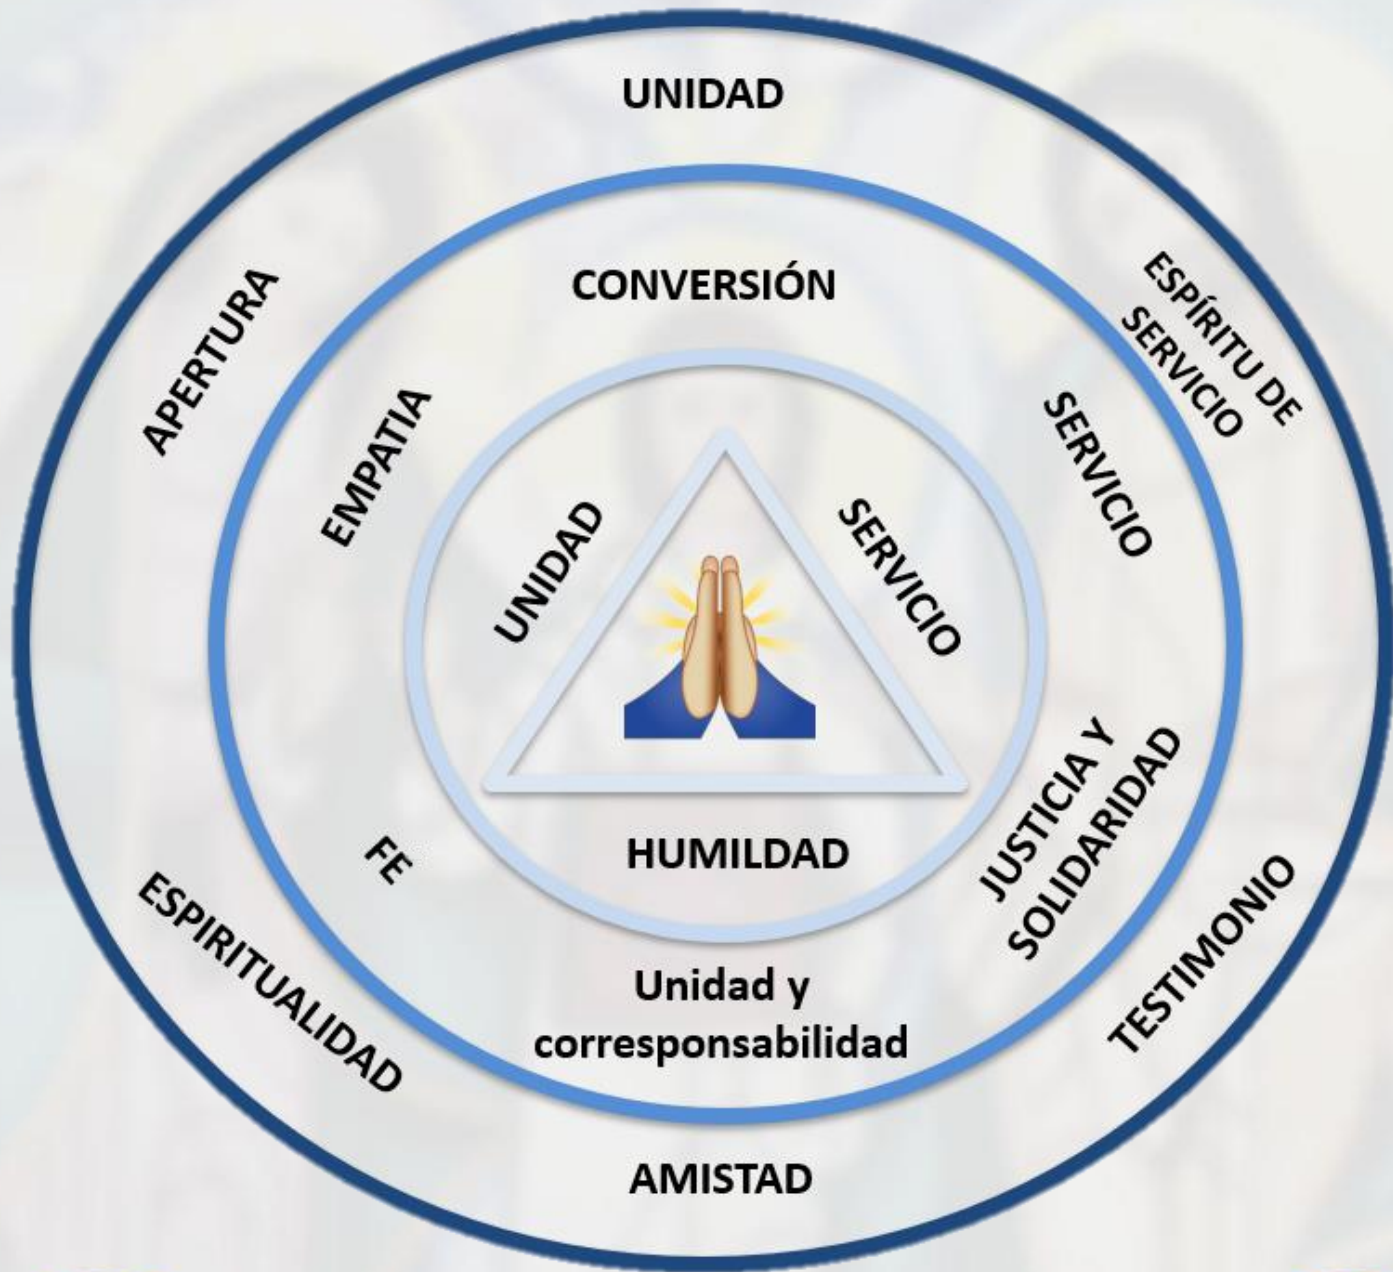 UNIDAD
ESPÍRITU DE
SERVICIO
TESTIMONIO
AMISTAD
ESPIRITUALIDAD
APERTURA
CONVERSIÓN
SERVICIO
JUSTICIA Y
SOLIDARIDAD
Unidad y
corresponsabilidad
FE
EMPATIA
UNIDAD
SERVICIO
HUMILDAD